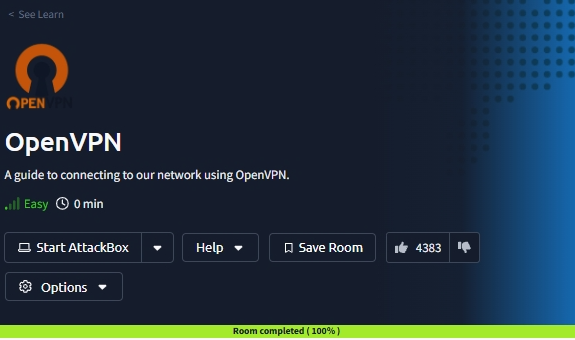 < See Learn
OPENVPN
OpenVPN
A guide to connecting to our network using OpenVPN.
Easy 0 min
Start AttackBox Help Save Room 4383
Options
Room completed ( 100% )